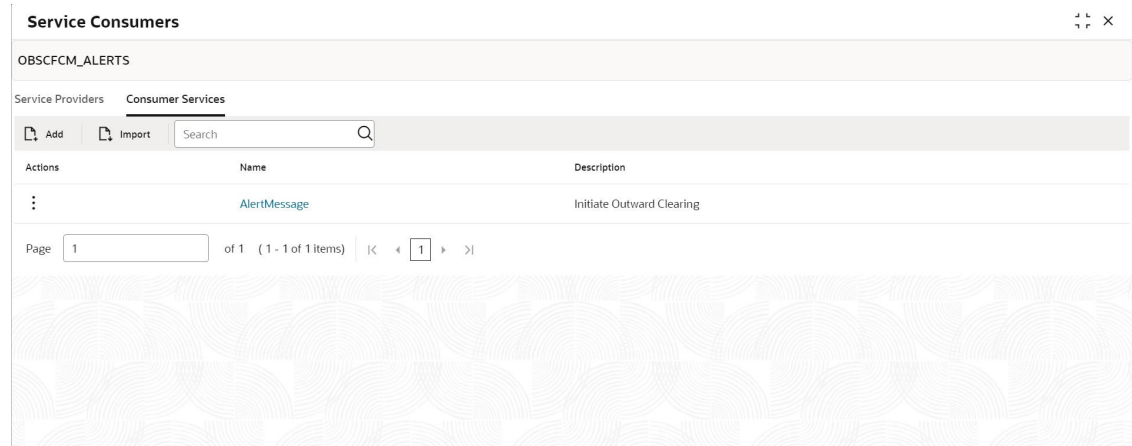 Service Consumers
OBSCFCM_ALERTS
Service Providers Consumer Services
Add Import Search
Actions Name Description
AlertMessage Initiate Outward Clearing
Page 1 of 1 (1 - 1 of 1 items) 1